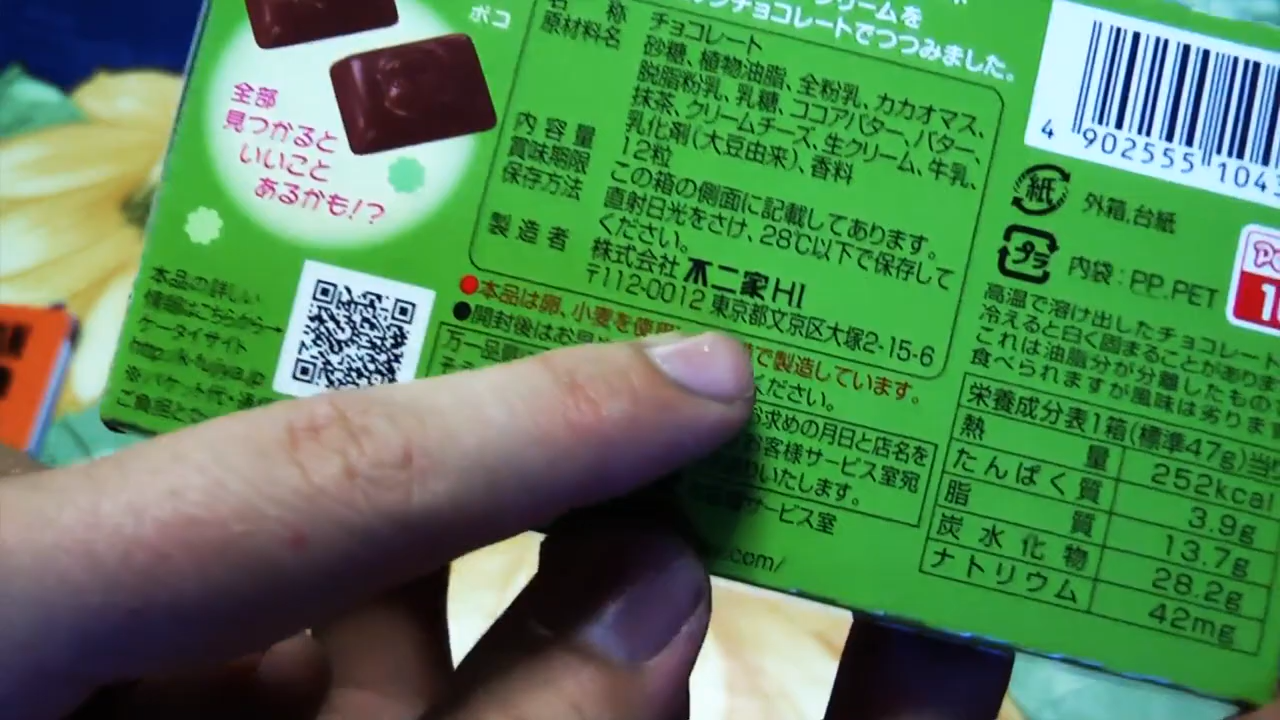 ポコ
全部
見つかると
いいこと
あるかも!?
クリームを
チョコレートでつつみました。
名称 チョコレート
原材料名 砂糖、植物油脂、全粉乳、カカオマス、
脱脂粉乳、乳糖、ココアバター、バター、
抹茶、クリームチーズ、生クリーム、牛乳、
乳化剤(大豆由来)、香料
内容量 12粒
賞味期限 この箱の側面に記載してあります。
保存方法 直射日光をさけ、28℃以下で保存して
ください。
製造者 株式会社 不二家HI
〒112-0012 東京都文京区大塚2-15-6
●本品は卵、小麦を使用
で製造しています。
●開封後はお早
ください。
万一品質
お求めの月日と店名を
お客様サービス室宛
いたします。
サービス室
.com/
本品の詳しい
情報はこちらから→
ケータイサイト
4 902555 104
紙 外箱、台紙
プラ 内袋:PP.PET
高温で溶け出したチョコレート
冷えると白く固まることがあります
これは油脂分が分離したもので
食べられますが風味は劣ります
栄養成分表1箱(標準47g)当
熱量 252kcal
たんぱく質 3.9g
脂質 13.7g
炭水化物 28.2g
ナトリウム 42mg